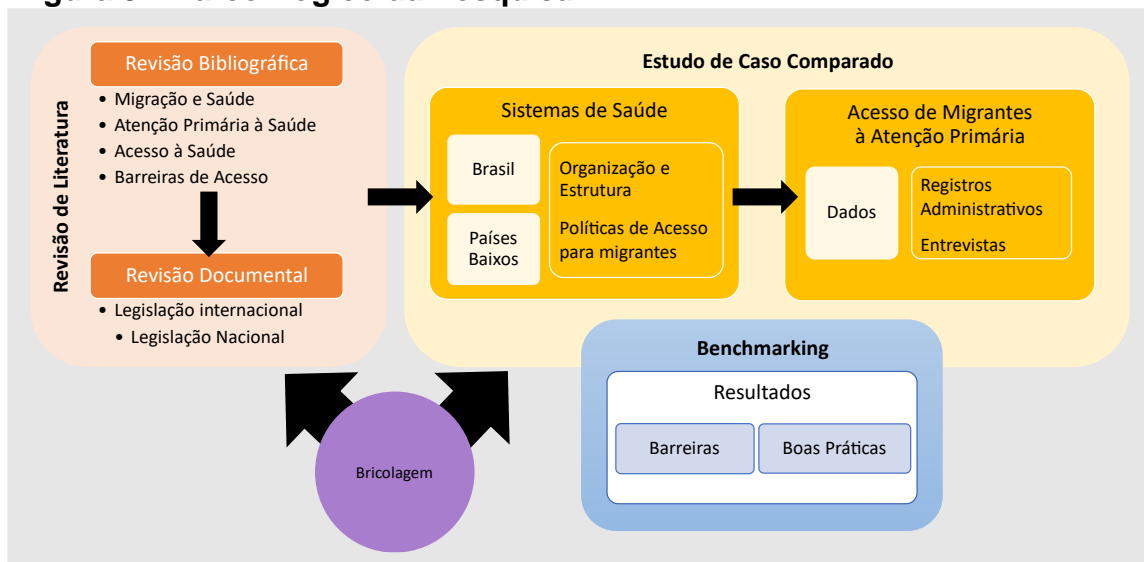 Revisão de Literatura
Revisão Bibliográfica
• Migração e Saúde
• Atenção Primária à Saúde
• Acesso à Saúde
• Barreiras de Acesso
Revisão Documental
• Legislação internacional
• Legislação Nacional
Estudo de Caso Comparado
Sistemas de Saúde
Brasil
Países
Baixos
Organização e
Estrutura
Políticas de Acesso
para migrantes
Acesso de Migrantes
à Atenção Primária
Dados
Registros
Administrativos
Entrevistas
Benchmarking
Resultados
Barreiras
Boas Práticas
Bricolagem